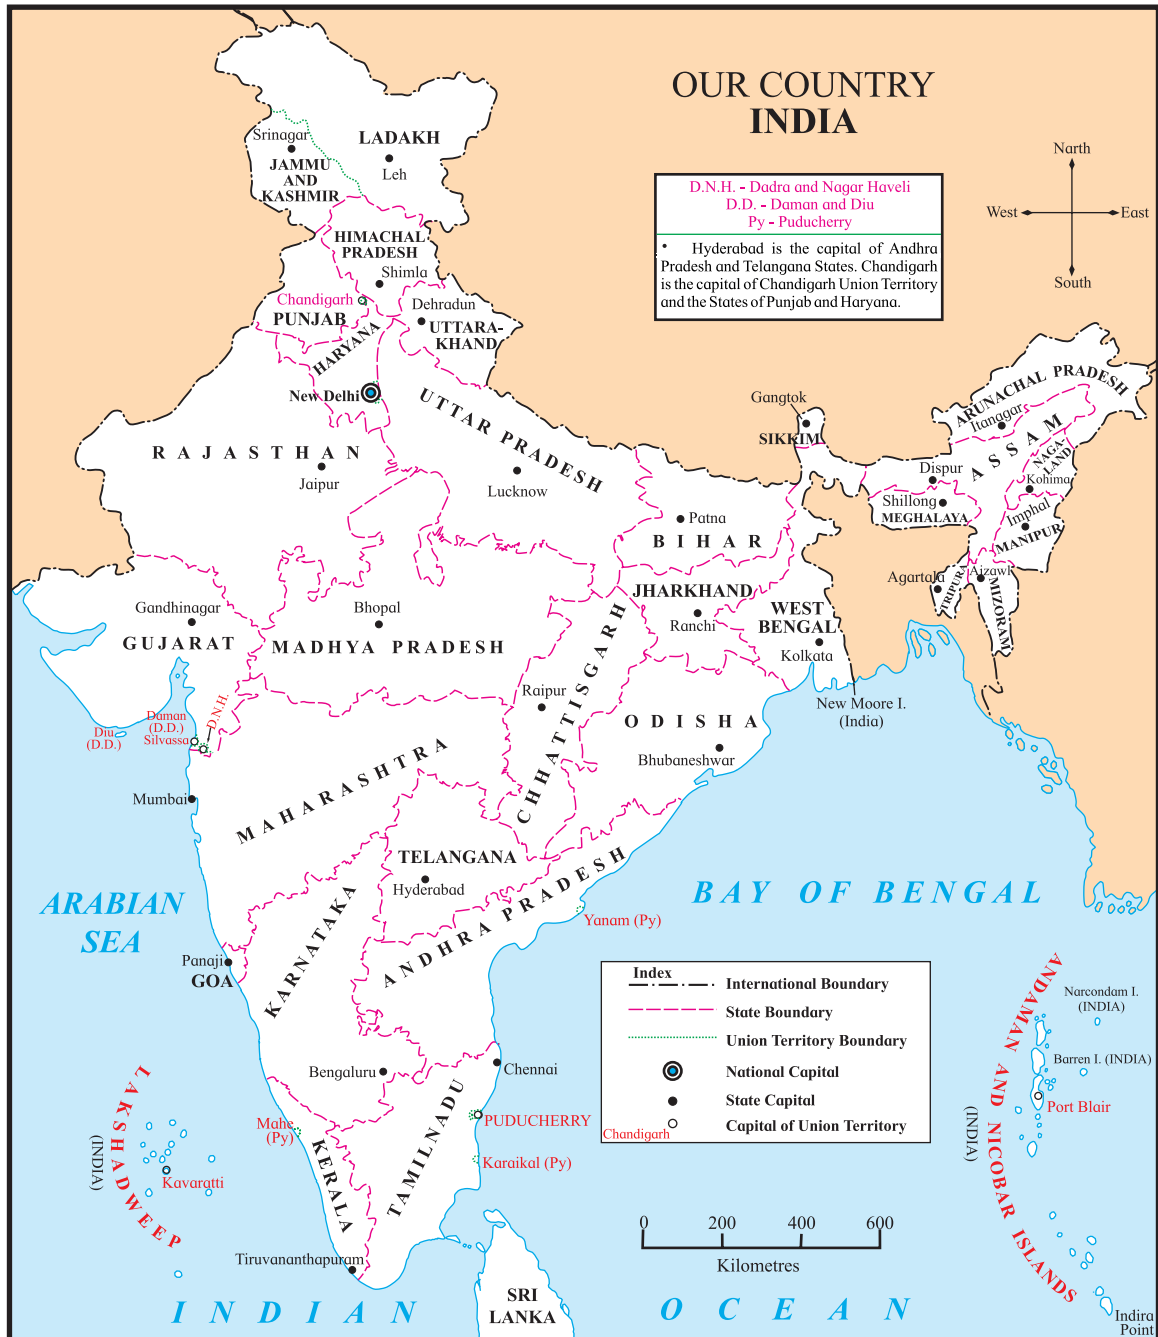 OUR COUNTRY
INDIA
Narth
West
East
South
D.N.H. - Dadra and Nagar Haveli
D.D. - Daman and Diu
Py - Puducherry
• Hyderabad is the capital of Andhra
Pradesh and Telangana States. Chandigarh
is the capital of Chandigarh Union Territory
and the States of Punjab and Haryana.
Srinagar
LADAKH
Leh
JAMMU
AND
KASHMIR
HIMACHAL
PRADESH
Shimla
Chandigarh
PUNJAB
Dehradun
UTTARA-
KHAND
HARYANA
New Delhi
UTTAR PRADESH
Lucknow
RAJASTHAN
Jaipur
Gangtok
SIKKIM
ARUNACHAL PRADESH
Itanagar
ASSAM
Dispur
NAGA-
LAND
Kohima
Shillong
MEGHALAYA
Imphal
MANIPUR
Patna
BIHAR
Agartala
TRIPURA
Aizawl
MIZORAM
JHARKHAND
Ranchi
WEST
BENGAL
Kolkata
New Moore I.
(India)
Gandhinagar
GUJARAT
Bhopal
MADHYA PRADESH
CHHATTISGARH
Raipur
ODISHA
Bhubaneshwar
Diu
(D.D.)
Daman
(D.D.)
Silvassa
D.N.H.
Mumbai
MAHARASHTRA
TELANGANA
Hyderabad
ANDHRA PRADESH
Yanam (Py)
ARABIAN
SEA
BAY OF BENGAL
Panaji
GOA
KARNATAKA
Bengaluru
Chennai
Mahe
(Py)
KERALA
TAMILNADU
PUDUCHERRY
Karaikal (Py)
Tiruvananthapuram
LAKSHADWEEP
(INDIA)
Kavaratti
Index
International Boundary
State Boundary
Union Territory Boundary
National Capital
State Capital
Chandigarh
Capital of Union Territory
ANDAMAN AND NICOBAR ISLANDS
(INDIA)
Narcondam I.
(INDIA)
Barren I. (INDIA)
Port Blair
Indira
Point
0 200 400 600
Kilometres
SRI
LANKA
INDIAN OCEAN